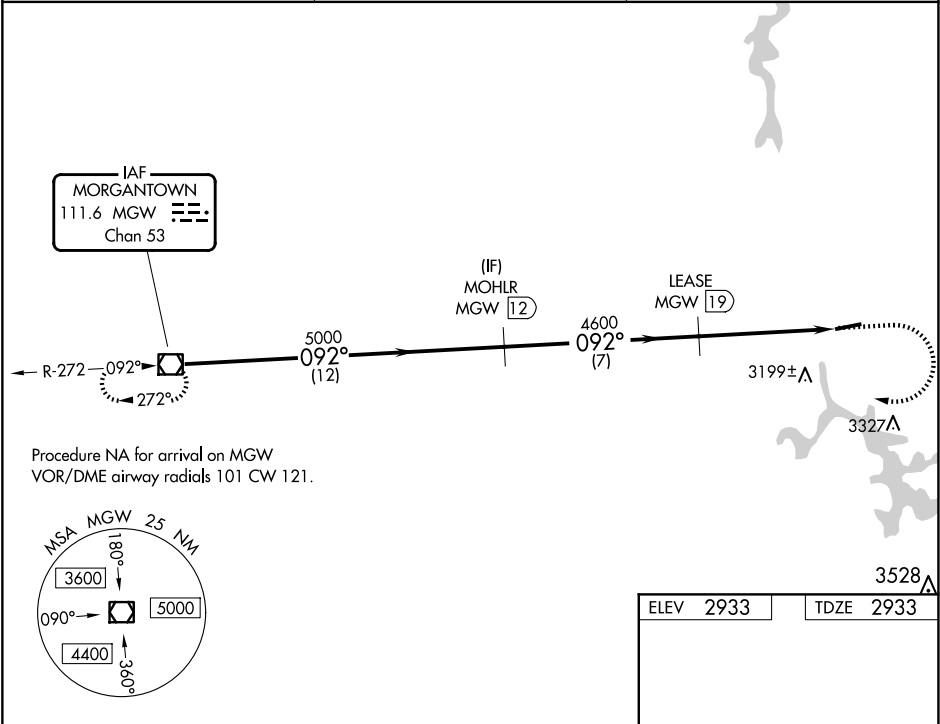 IAF
MORGANTOWN
111.6 MGW
Chan 53
(IF)
MOHLR
MGW 12
LEASE
MGW 19
5000
092°
(12)
4600
092°
(7)
R-272
092°
272°
3199±
3327
Procedure NA for arrival on MGW
VOR/DME airway radials 101 CW 121.
MSA MGW 25 NM
180°
3600
090°
5000
4400
360°
3528
ELEV 2933
TDZE 2933